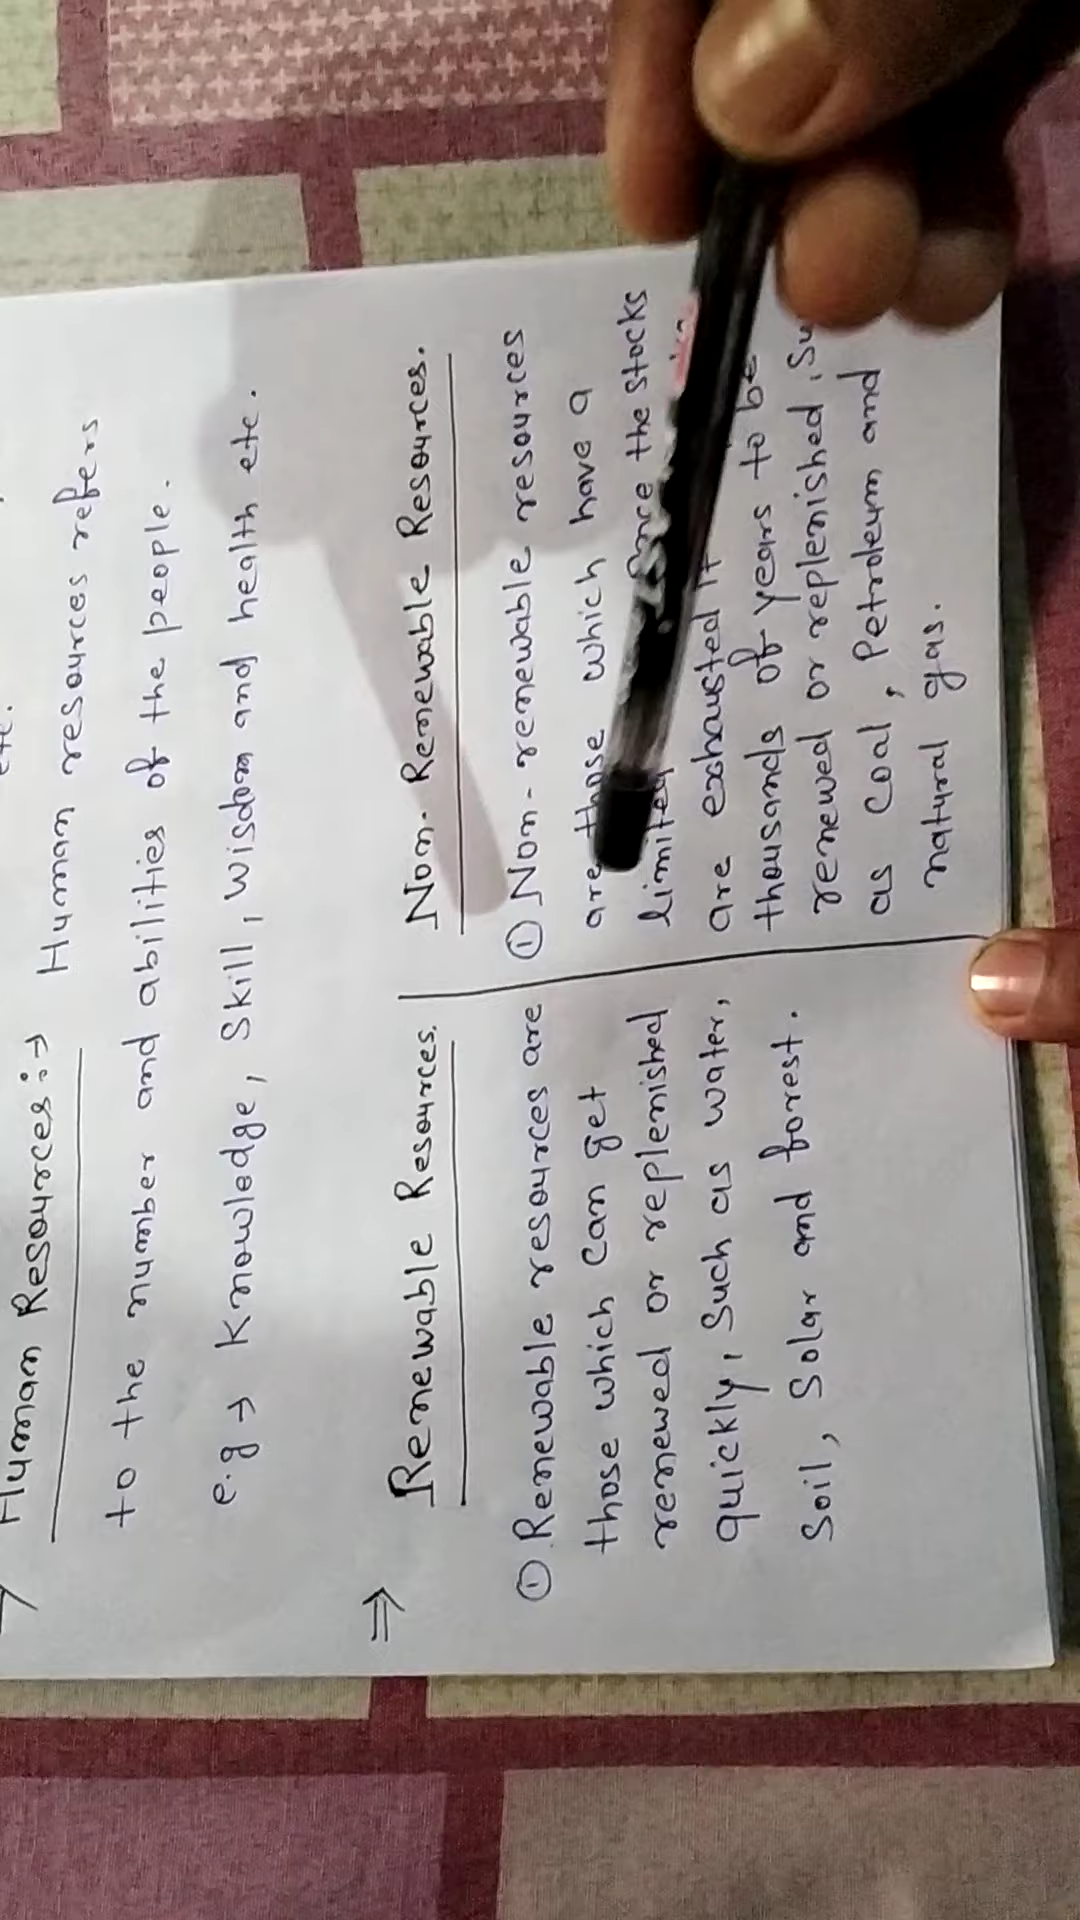 etc.
Human Resources :→ Human resources refers
to the number and abilities of the people.
e.g → Knowledge, Skill, Wisdom and health etc.
⇒ Renewable Resources.
① Renewable resources are
those which can get
renewed or replenished
quickly, Such as water,
Soil, Solar and forest.
Non-Renewable Resources.
① Non-renewable resources
are those which have a
limited the stocks
are exhausted it
thousands of years to be
renewed or replenished,
as coal, Petroleum and
natural gas.